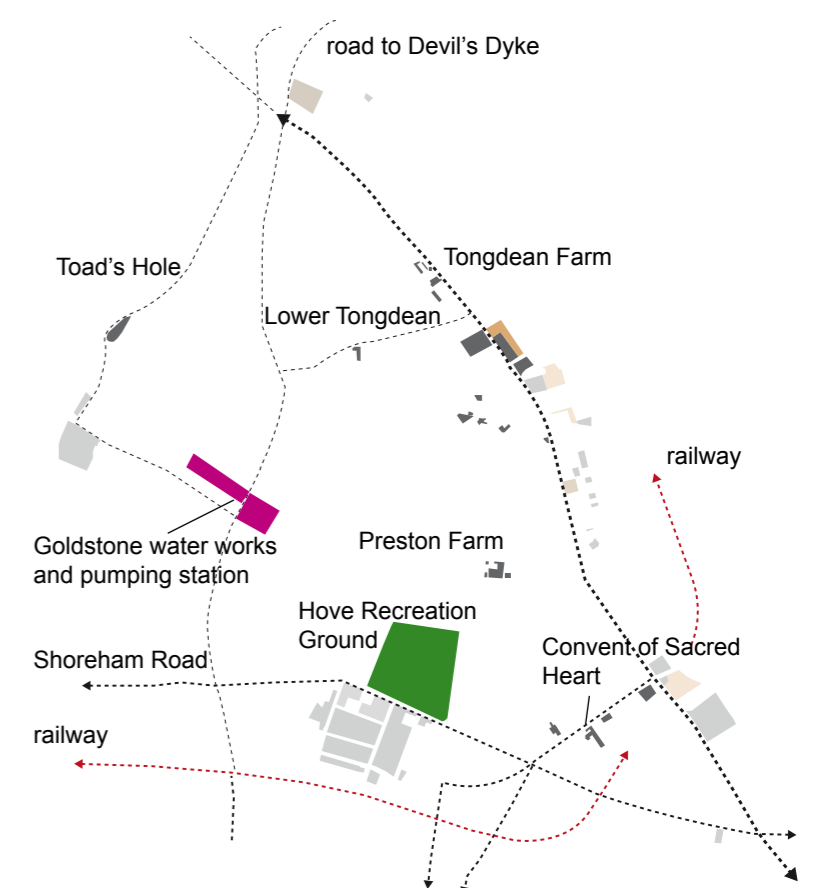 road to Devil's Dyke
Tongdean Farm
Toad's Hole
Lower Tongdean
railway
Goldstone water works
and pumping station
Preston Farm
Hove Recreation
Ground
Convent of Sacred
Heart
Shoreham Road
railway